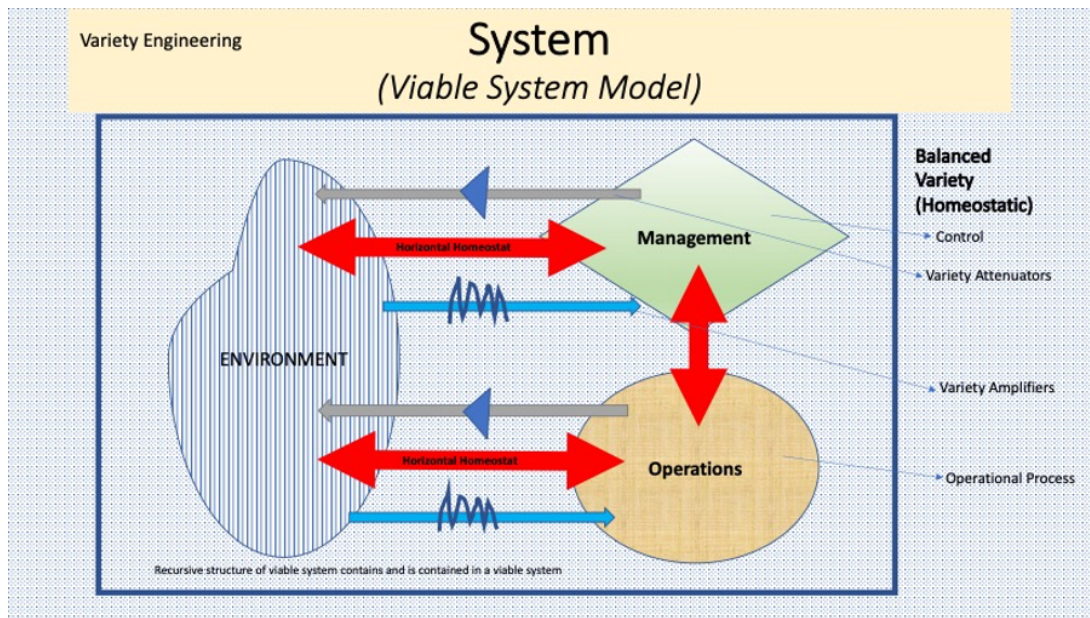 Variety Engineering
System
(Viable System Model)
Balanced
Variety
(Homeostatic)
Control
Variety Attenuators
Variety Amplifiers
Operational Process
Horizontal Homeostat
Management
ENVIRONMENT
Horizontal Homeostat
Operations
Recursive structure of viable system contains and is contained in a viable system